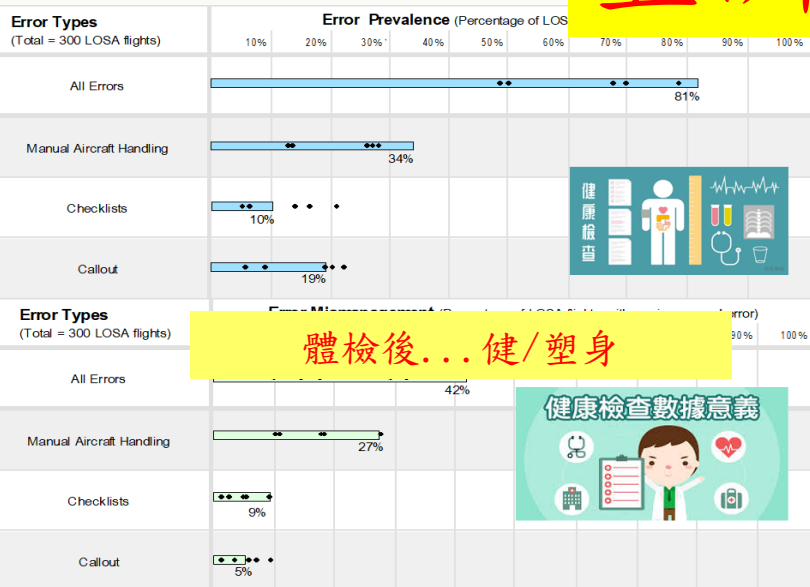 Error Types
(Total = 300 LOSA flights)
Error Prevalence (Percentage of LOS
10% 20% 30% 40% 50% 60% 70% 80% 90% 100%
All Errors
81%
Manual Aircraft Handling
34%
健康檢查
Checklists
10%
Callout
19%
Error Types
(Total = 300 LOSA flights)
error)
90% 100%
體檢後...健/塑身
All Errors
42%
健康檢查數據意義
Manual Aircraft Handling
27%
Checklists
9%
Callout
5%